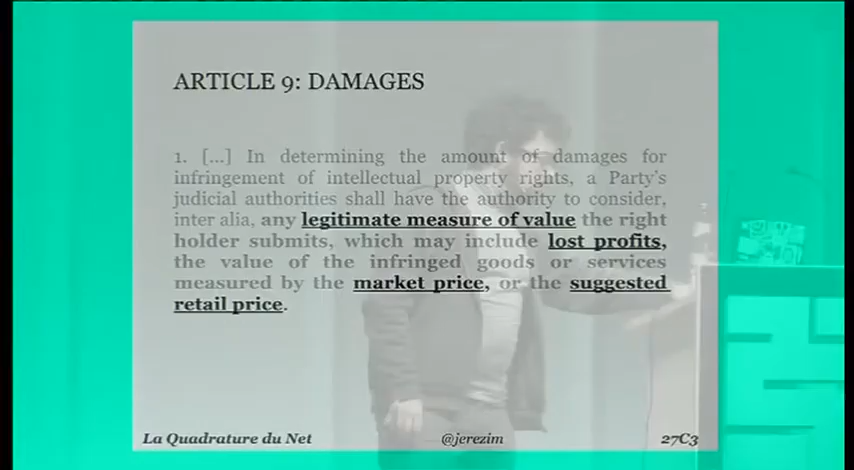 ARTICLE 9: DAMAGES
1. [...] In determining the amount of damages for
infringement of intellectual property rights, a Party's
judicial authorities shall have the authority to consider,
inter alia, any legitimate measure of value the right
holder submits, which may include lost profits,
the value of the infringed goods or services
measured by the market price, or the suggested
retail price.
La Quadrature du Net
@jerezim
27C3